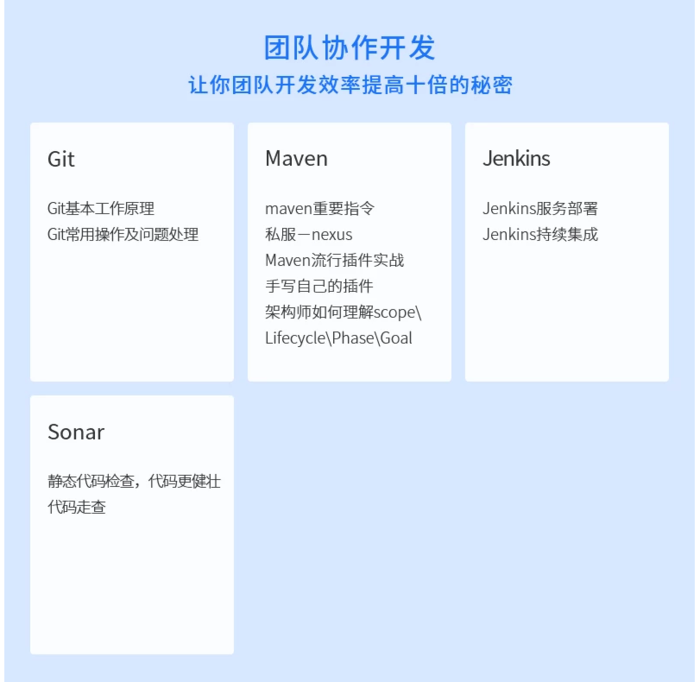 团队协作开发
让你团队开发效率提高十倍的秘密
Git
Git基本工作原理
Git常用操作及问题处理
Maven
maven重要指令
私服－nexus
Maven流行插件实战
手写自己的插件
架构师如何理解scope\
Lifecycle\Phase\Goal
Jenkins
Jenkins服务部署
Jenkins持续集成
Sonar
静态代码检查，代码更健壮
代码走查